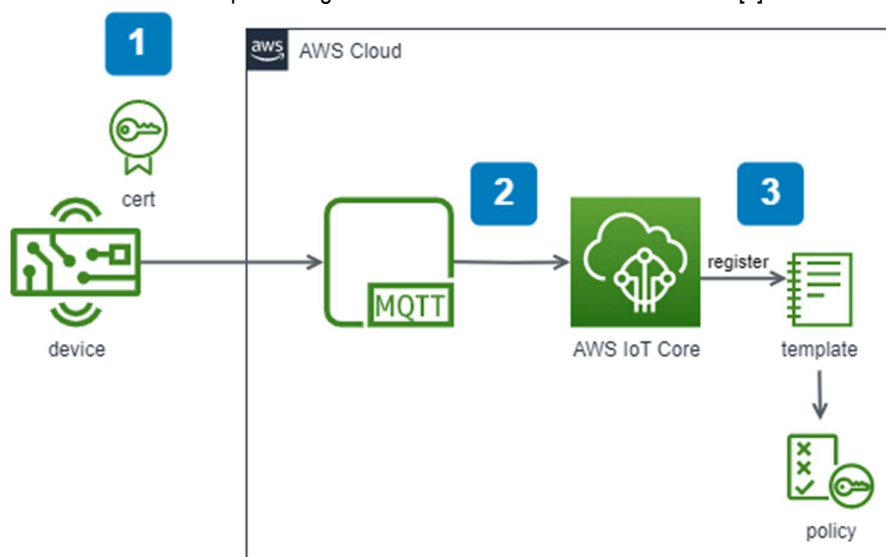 1
aws AWS Cloud
cert
2
3
MQTT
register
device
AWS IoT Core
template
policy